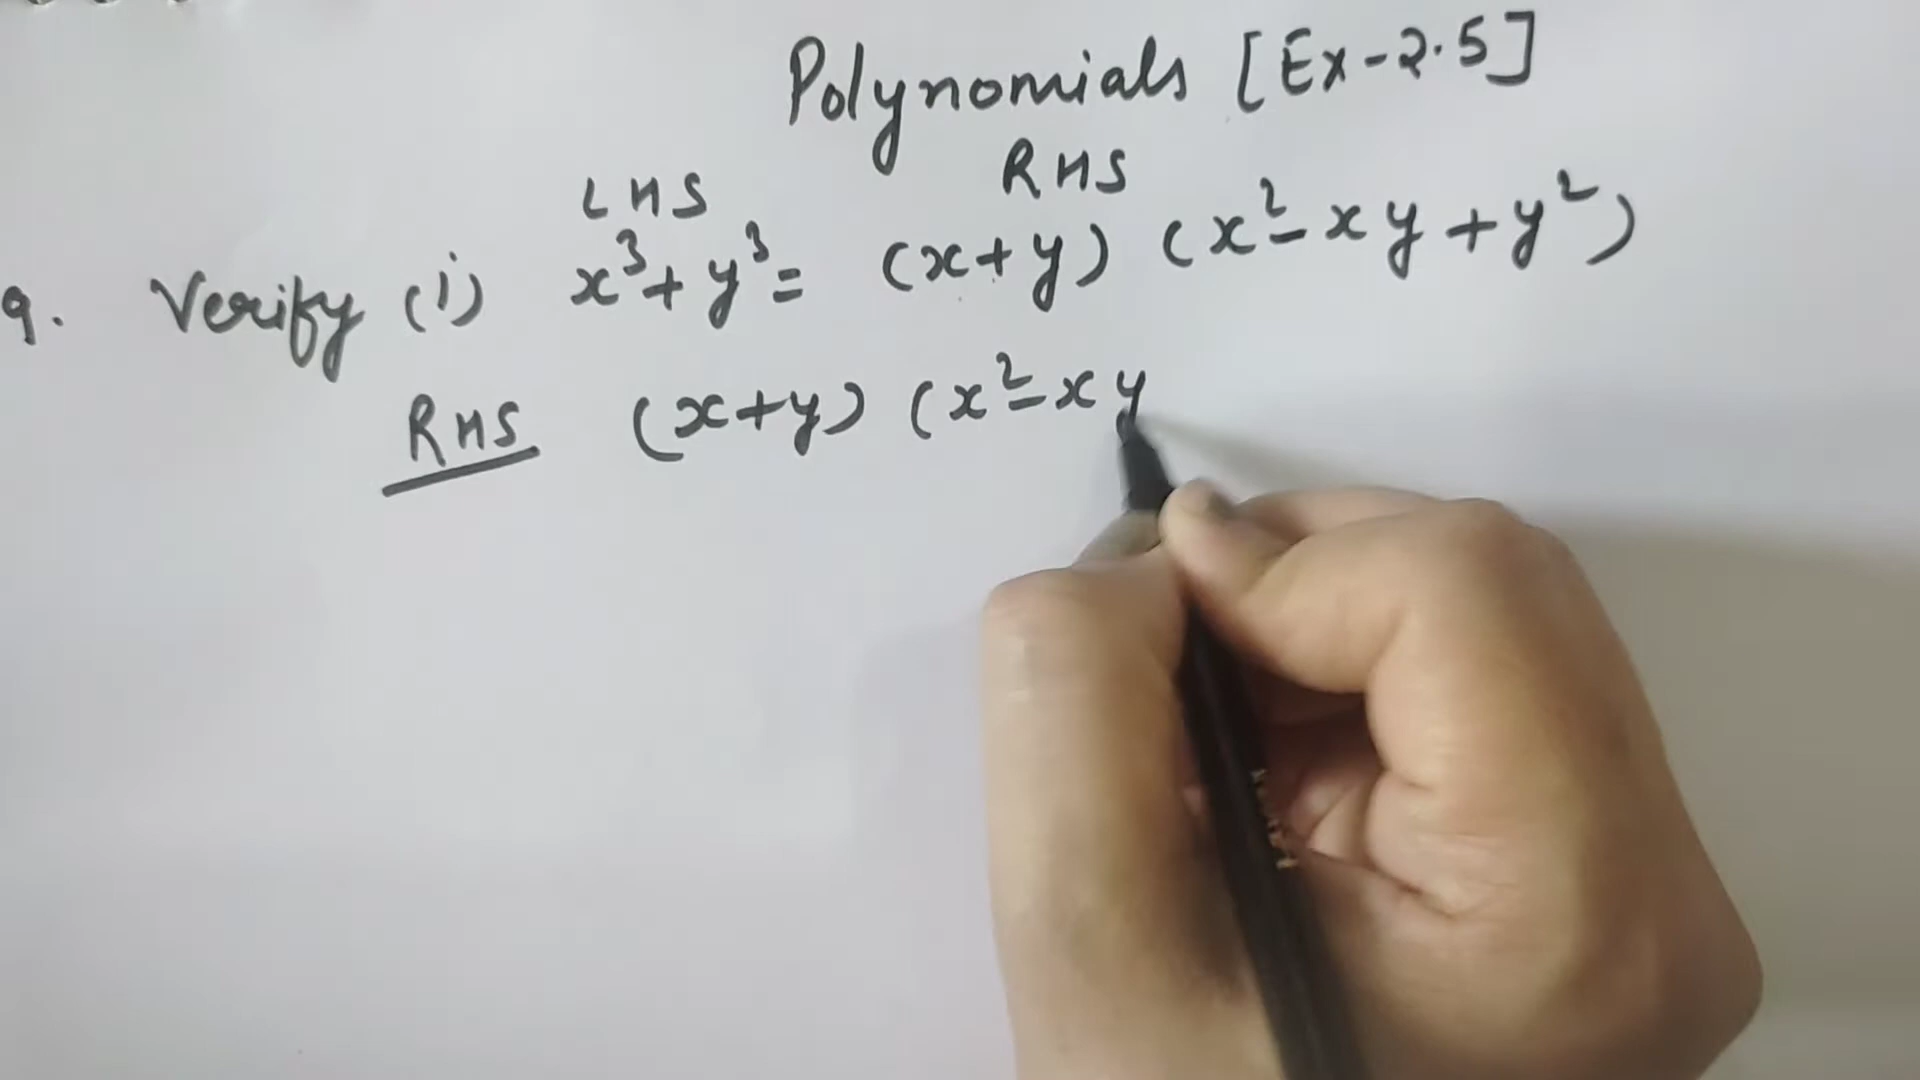 Polynomials [Ex-2.5]
LHS RHS
9. Verify (i) x³+y³= (x+y) (x²-xy+y²)
RHS (x+y) (x²-xy